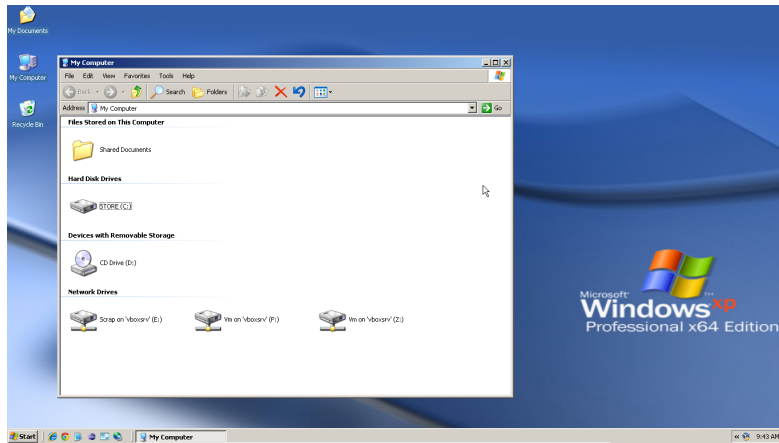 My Documents
My Computer
Recycle Bin
My Computer
File Edit View Favorites Tools Help
Back Search Folders
Address My Computer Go
Files Stored on This Computer
Shared Documents
Hard Disk Drives
STORE (C:)
Devices with Removable Storage
CD Drive (D:)
Network Drives
Scrap on 'vboxsrv' (E:) Vm on 'vboxsrv' (F:) Vm on 'vboxsrv' (Z:)
Microsoft
Windows xp
Professional x64 Edition
Start My Computer 9:43 AM